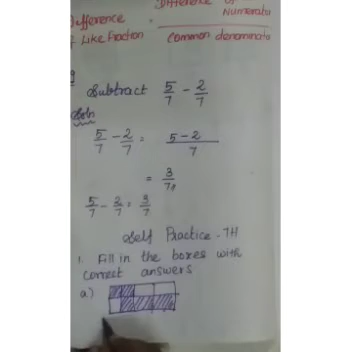 Difference
Difference of Numerator
Like Fraction = Common denominato
Subtract 5/7 - 2/7
Soln
5/7 - 2/7 = 5-2/7
= 3/7
5/7 - 2/7 = 3/7
Self Practice - 7H
1. Fill in the boxes with
correct answers
a)